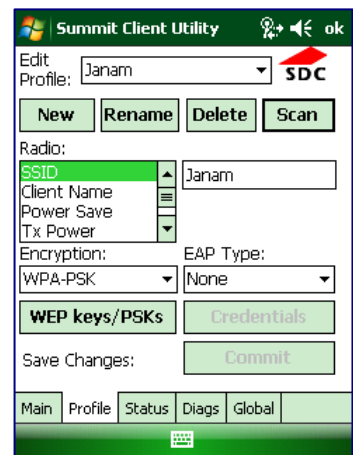 Summit Client Utility ok
Edit
Profile: Janam
SDC
New Rename Delete Scan
Radio:
SSID Janam
Client Name
Power Save
Tx Power
Encryption: EAP Type:
WPA-PSK None
WEP keys/PSKs Credentials
Save Changes: Commit
Main Profile Status Diags Global